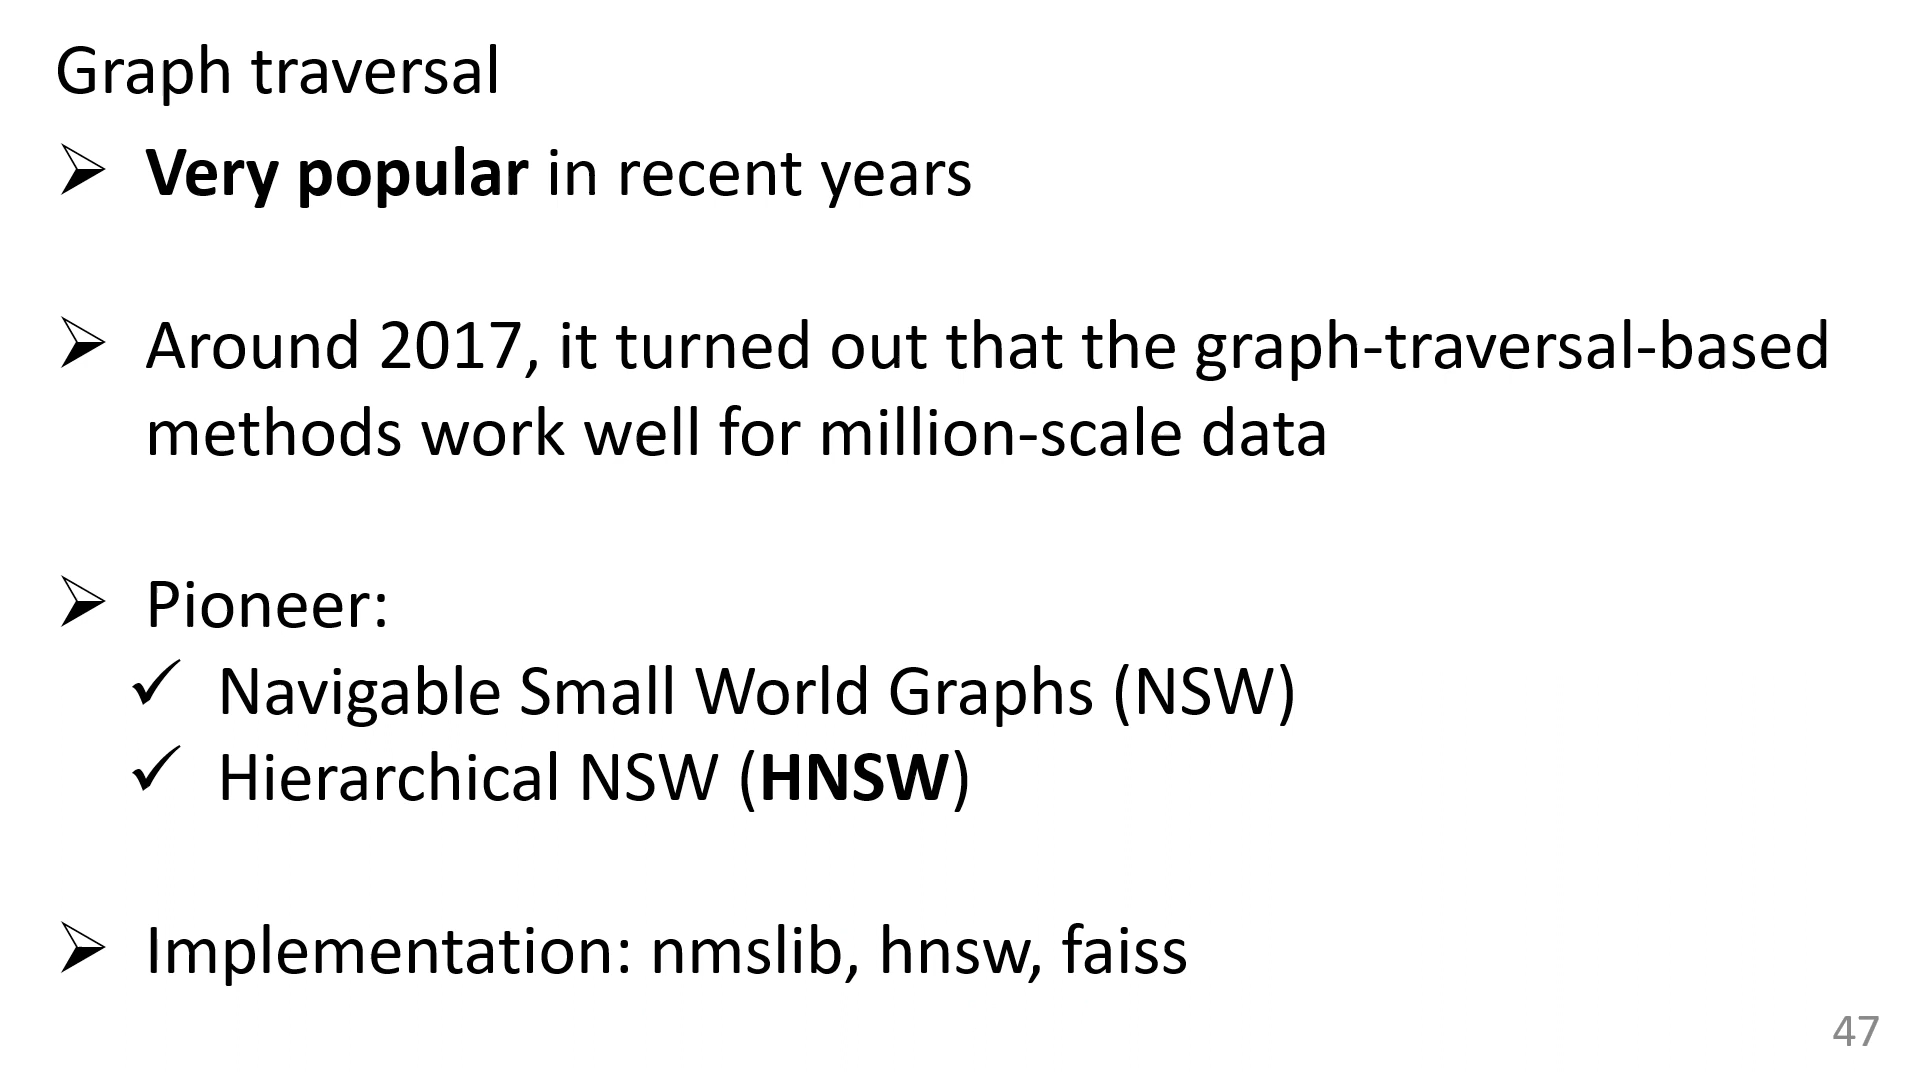 Graph traversal
➢ Very popular in recent years
➢ Around 2017, it turned out that the graph-traversal-based
methods work well for million-scale data
➢ Pioneer:
✓ Navigable Small World Graphs (NSW)
✓ Hierarchical NSW (HNSW)
➢ Implementation: nmslib, hnsw, faiss
47